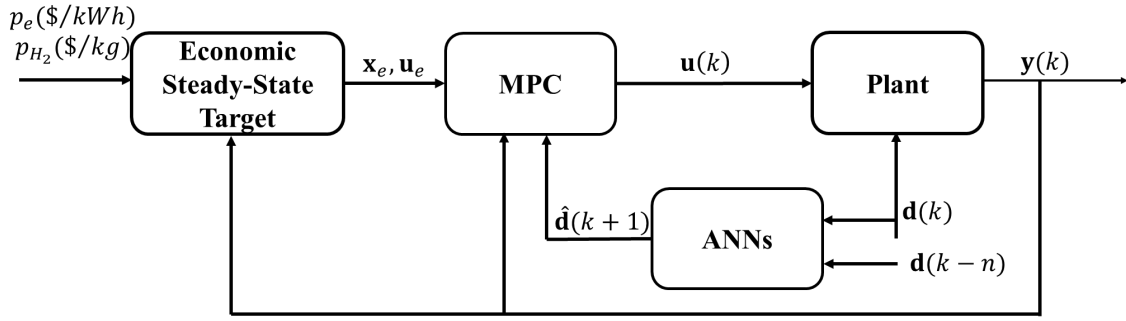 p_e($/kWh)
p_{H_2}($/kg)
Economic
Steady-State
Target
x_e, u_e
MPC
u(k)
Plant
y(k)
d̂(k + 1)
ANNs
d(k)
d(k − n)